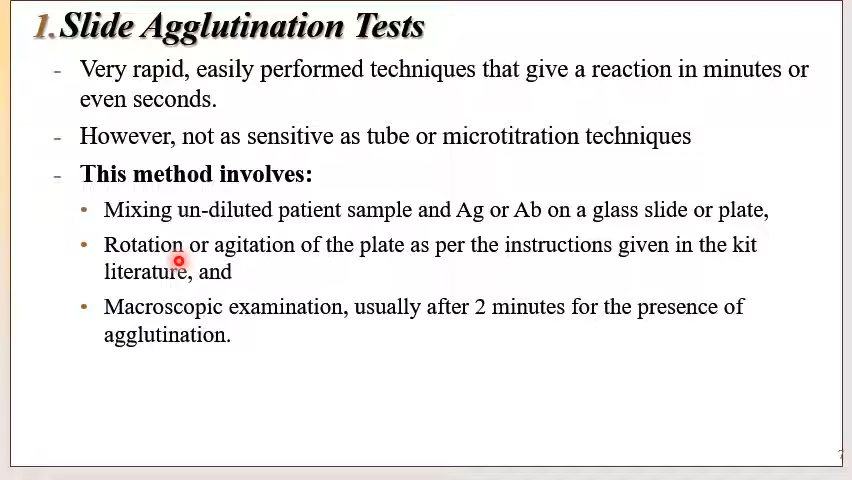 1. Slide Agglutination Tests
- Very rapid, easily performed techniques that give a reaction in minutes or
even seconds.
- However, not as sensitive as tube or microtitration techniques
- This method involves:
• Mixing un-diluted patient sample and Ag or Ab on a glass slide or plate,
• Rotation or agitation of the plate as per the instructions given in the kit
literature, and
• Macroscopic examination, usually after 2 minutes for the presence of
agglutination.